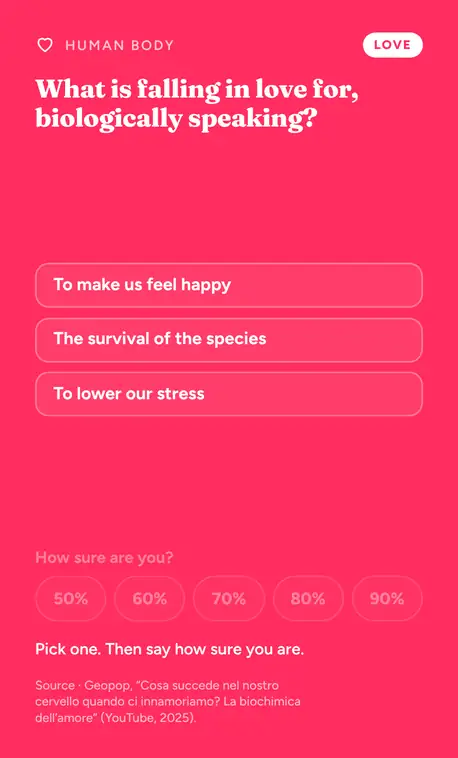 HUMAN BODY
LOVE
What is falling in love for,
biologically speaking?
To make us feel happy
The survival of the species
To lower our stress
How sure are you?
50% 60% 70% 80% 90%
Pick one. Then say how sure you are.
Source · Geopop, “Cosa succede nel nostro
cervello quando ci innamoriamo? La biochimica
dell’amore” (YouTube, 2025).